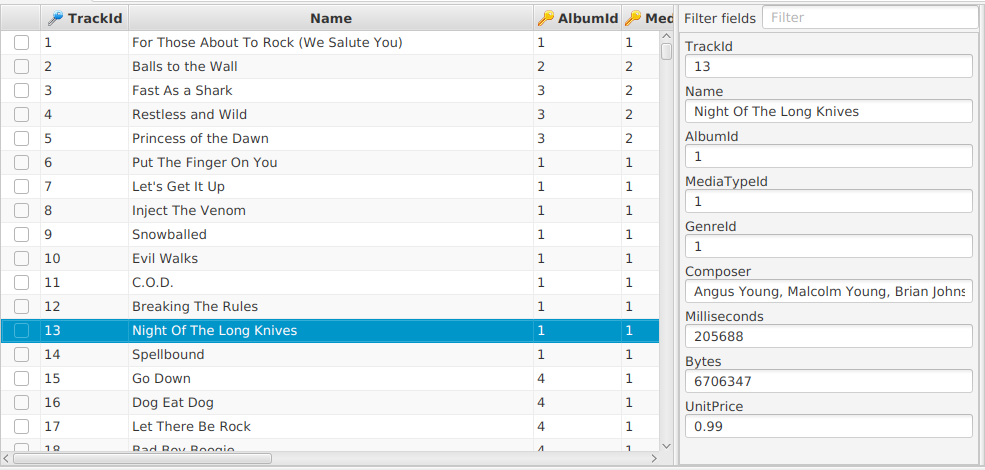 TrackId Name AlbumId Med
1 For Those About To Rock (We Salute You) 1 1
2 Balls to the Wall 2 2
3 Fast As a Shark 3 2
4 Restless and Wild 3 2
5 Princess of the Dawn 3 2
6 Put The Finger On You 1 1
7 Let's Get It Up 1 1
8 Inject The Venom 1 1
9 Snowballed 1 1
10 Evil Walks 1 1
11 C.O.D. 1 1
12 Breaking The Rules 1 1
13 Night Of The Long Knives 1 1
14 Spellbound 1 1
15 Go Down 4 1
16 Dog Eat Dog 4 1
17 Let There Be Rock 4 1
18 Bad Boy Boogie 4 1
Filter fields Filter
TrackId
13
Name
Night Of The Long Knives
AlbumId
1
MediaTypeId
1
GenreId
1
Composer
Angus Young, Malcolm Young, Brian Johns
Milliseconds
205688
Bytes
6706347
UnitPrice
0.99